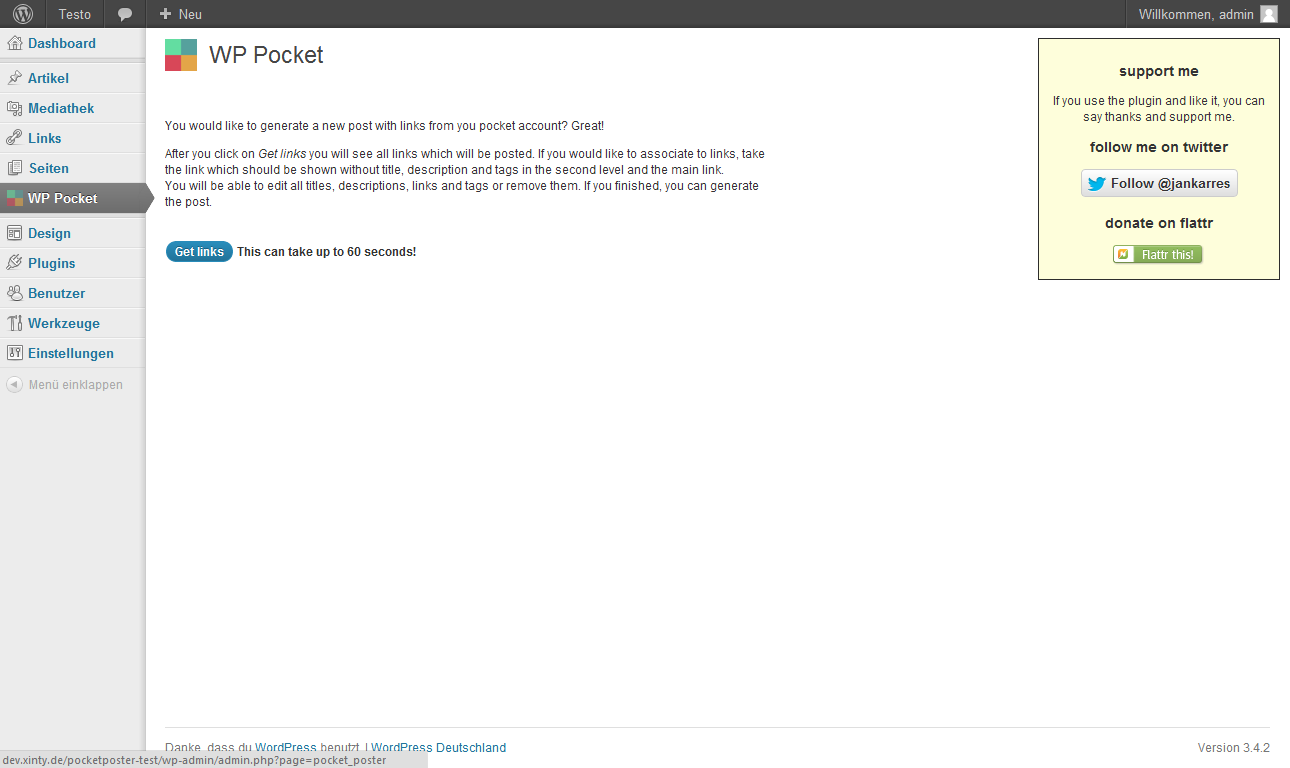 Testo
Neu
Willkommen, admin
Dashboard
Artikel
Mediathek
Links
Seiten
WP Pocket
Design
Plugins
Benutzer
Werkzeuge
Einstellungen
Menü einklappen
WP Pocket
You would like to generate a new post with links from you pocket account? Great!
After you click on Get links you will see all links which will be posted. If you would like to associate to links, take
the link which should be shown without title, description and tags in the second level and the main link.
You will be able to edit all titles, descriptions, links and tags or remove them. If you finished, you can generate
the post.
Get links This can take up to 60 seconds!
support me
If you use the plugin and like it, you can
say thanks and support me.
follow me on twitter
Follow @jankarres
donate on flattr
Flattr this!
Danke, dass du WordPress benutzt. | WordPress Deutschland
Version 3.4.2
dev.xinty.de/pocketposter-test/wp-admin/admin.php?page=pocket_poster